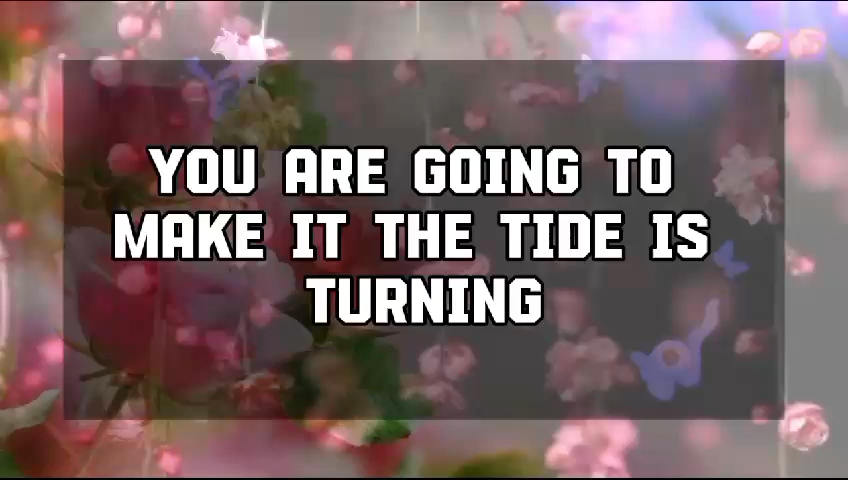 YOU ARE GOING TO
MAKE IT THE TIDE IS
TURNING